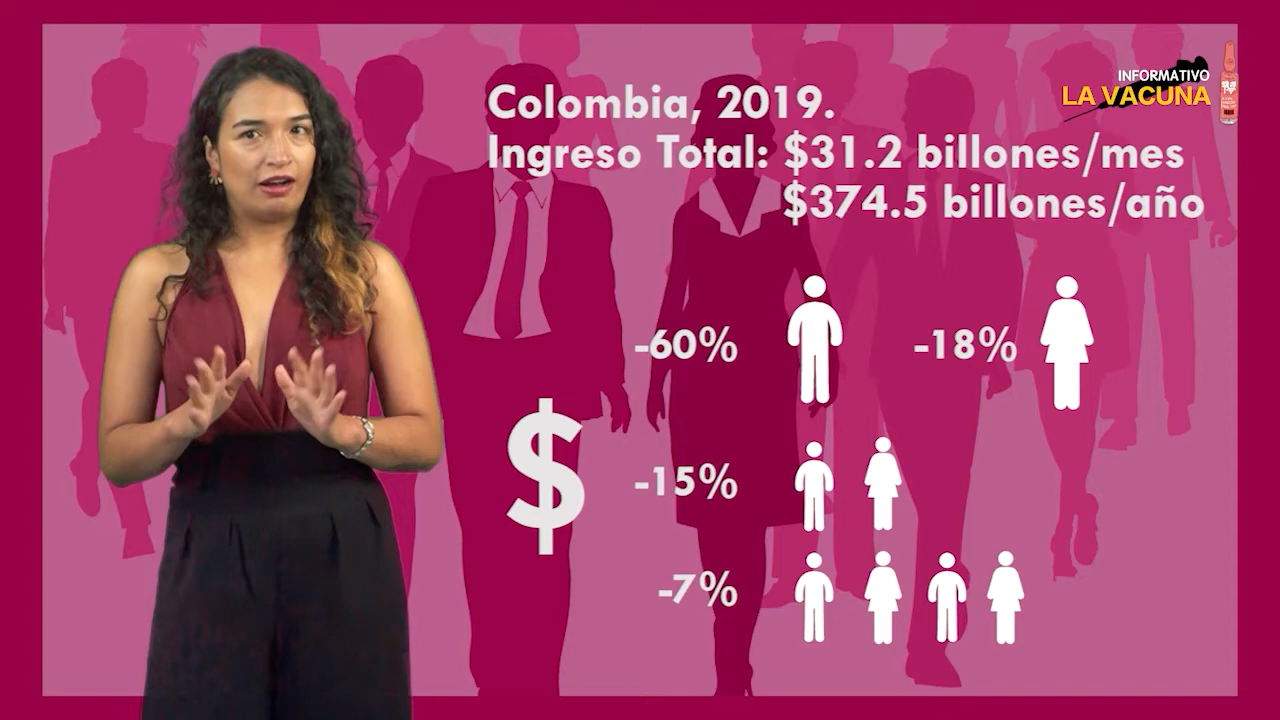 INFORMATIVO
LA VACUNA
Colombia, 2019.
Ingreso Total: $31.2 billones/mes
$374.5 billones/año
-60%
-18%
$
-15%
-7%